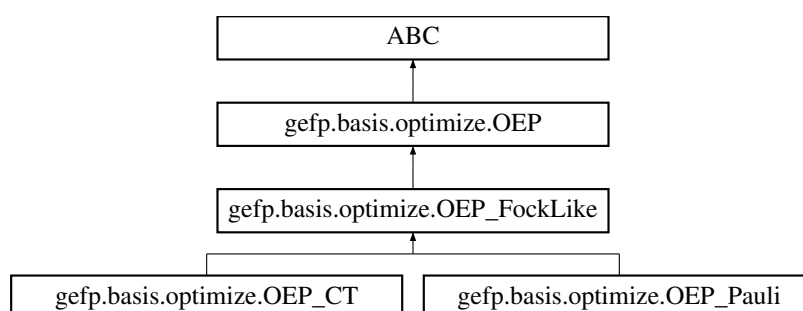 ABC
gefp.basis.optimize.OEP
gefp.basis.optimize.OEP_FockLike
gefp.basis.optimize.OEP_CT
gefp.basis.optimize.OEP_Pauli